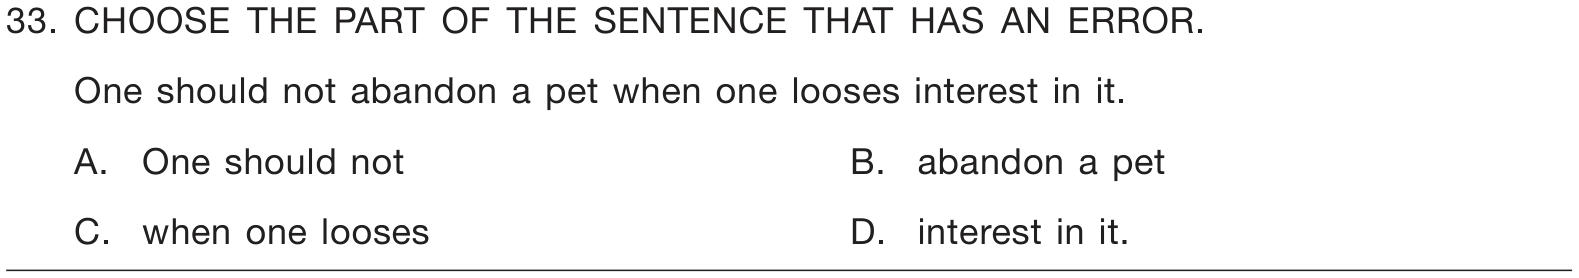 33. CHOOSE THE PART OF THE SENTENCE THAT HAS AN ERROR.
One should not abandon a pet when one looses interest in it.
A. One should not B. abandon a pet
C. when one looses D. interest in it.